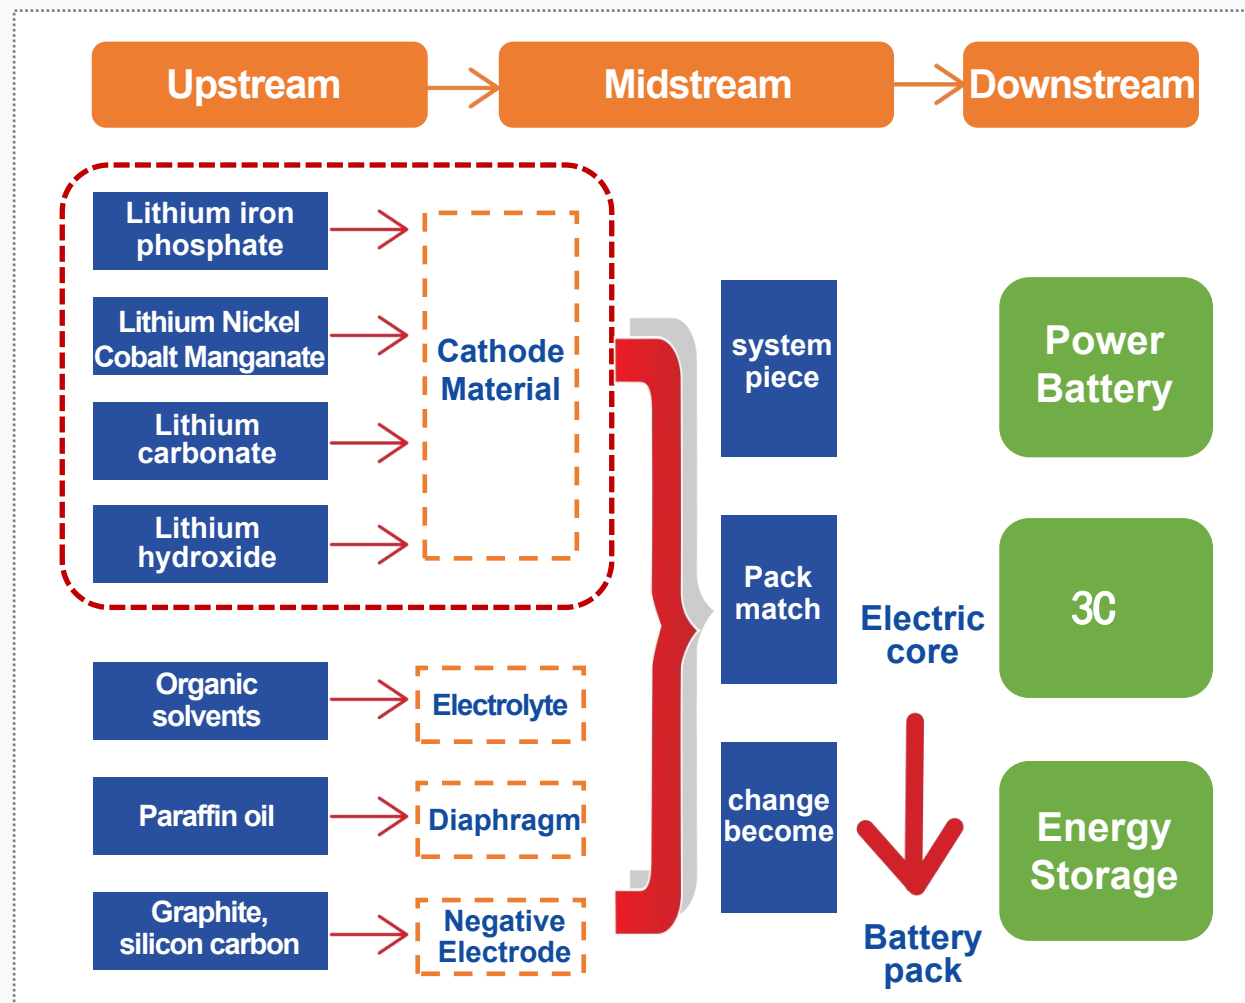 Upstream
Midstream
Downstream
Lithium iron
phosphate
Lithium Nickel
Cobalt Manganate
Lithium
carbonate
Lithium
hydroxide
Cathode
Material
Organic
solvents
Electrolyte
Paraffin oil
Diaphragm
Graphite,
silicon carbon
Negative
Electrode
system
piece
Pack
match
change
become
Electric
core
Battery
pack
Power
Battery
3C
Energy
Storage